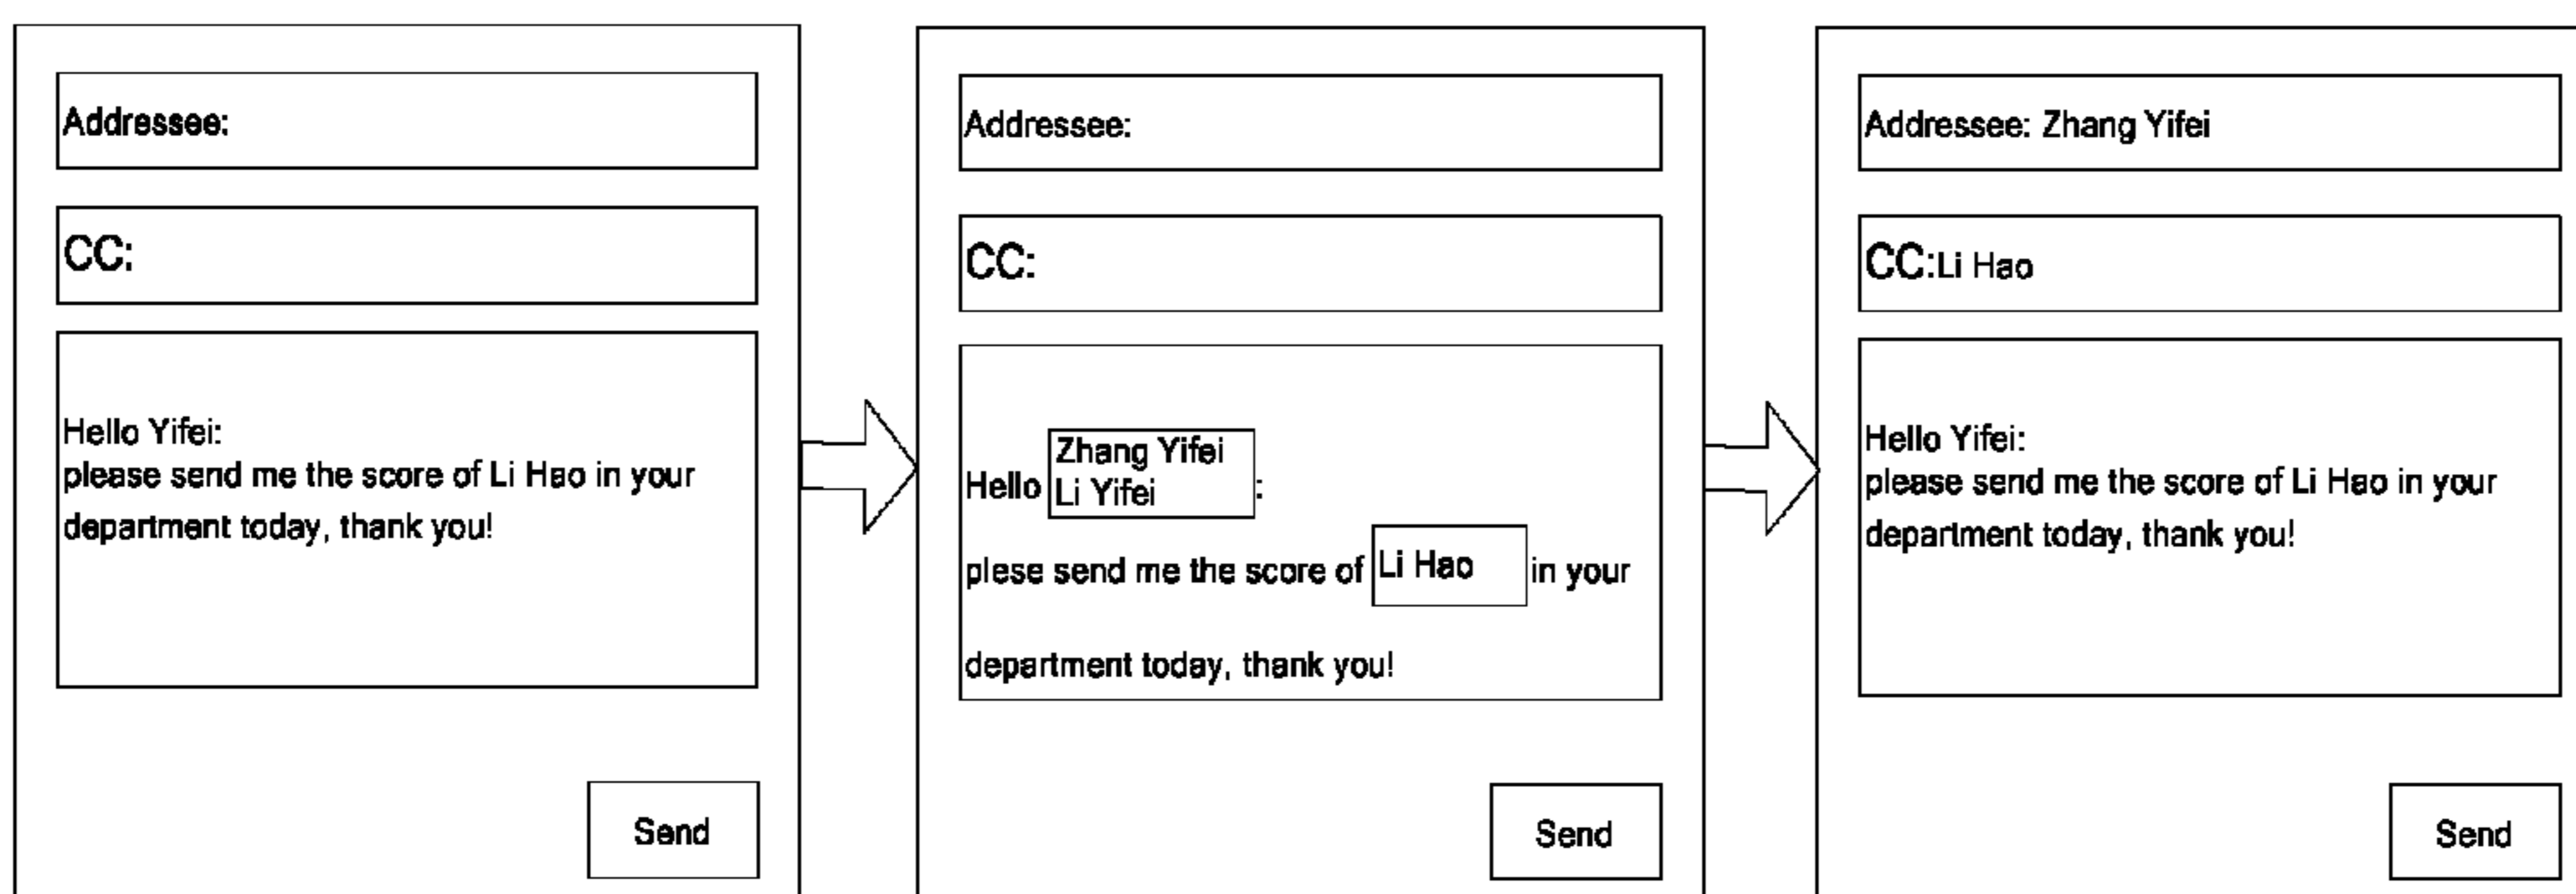 Addressee:
CC:
Hello Yifei:
please send me the score of Li Hao in your
department today, thank you!
Send
Addressee:
CC:
Zhang Yifei
Li Yifei
Hello :
plese send me the score of Li Hao in your
department today, thank you!
Send
Addressee: Zhang Yifei
CC:Li Hao
Hello Yifei:
please send me the score of Li Hao in your
department today, thank you!
Send